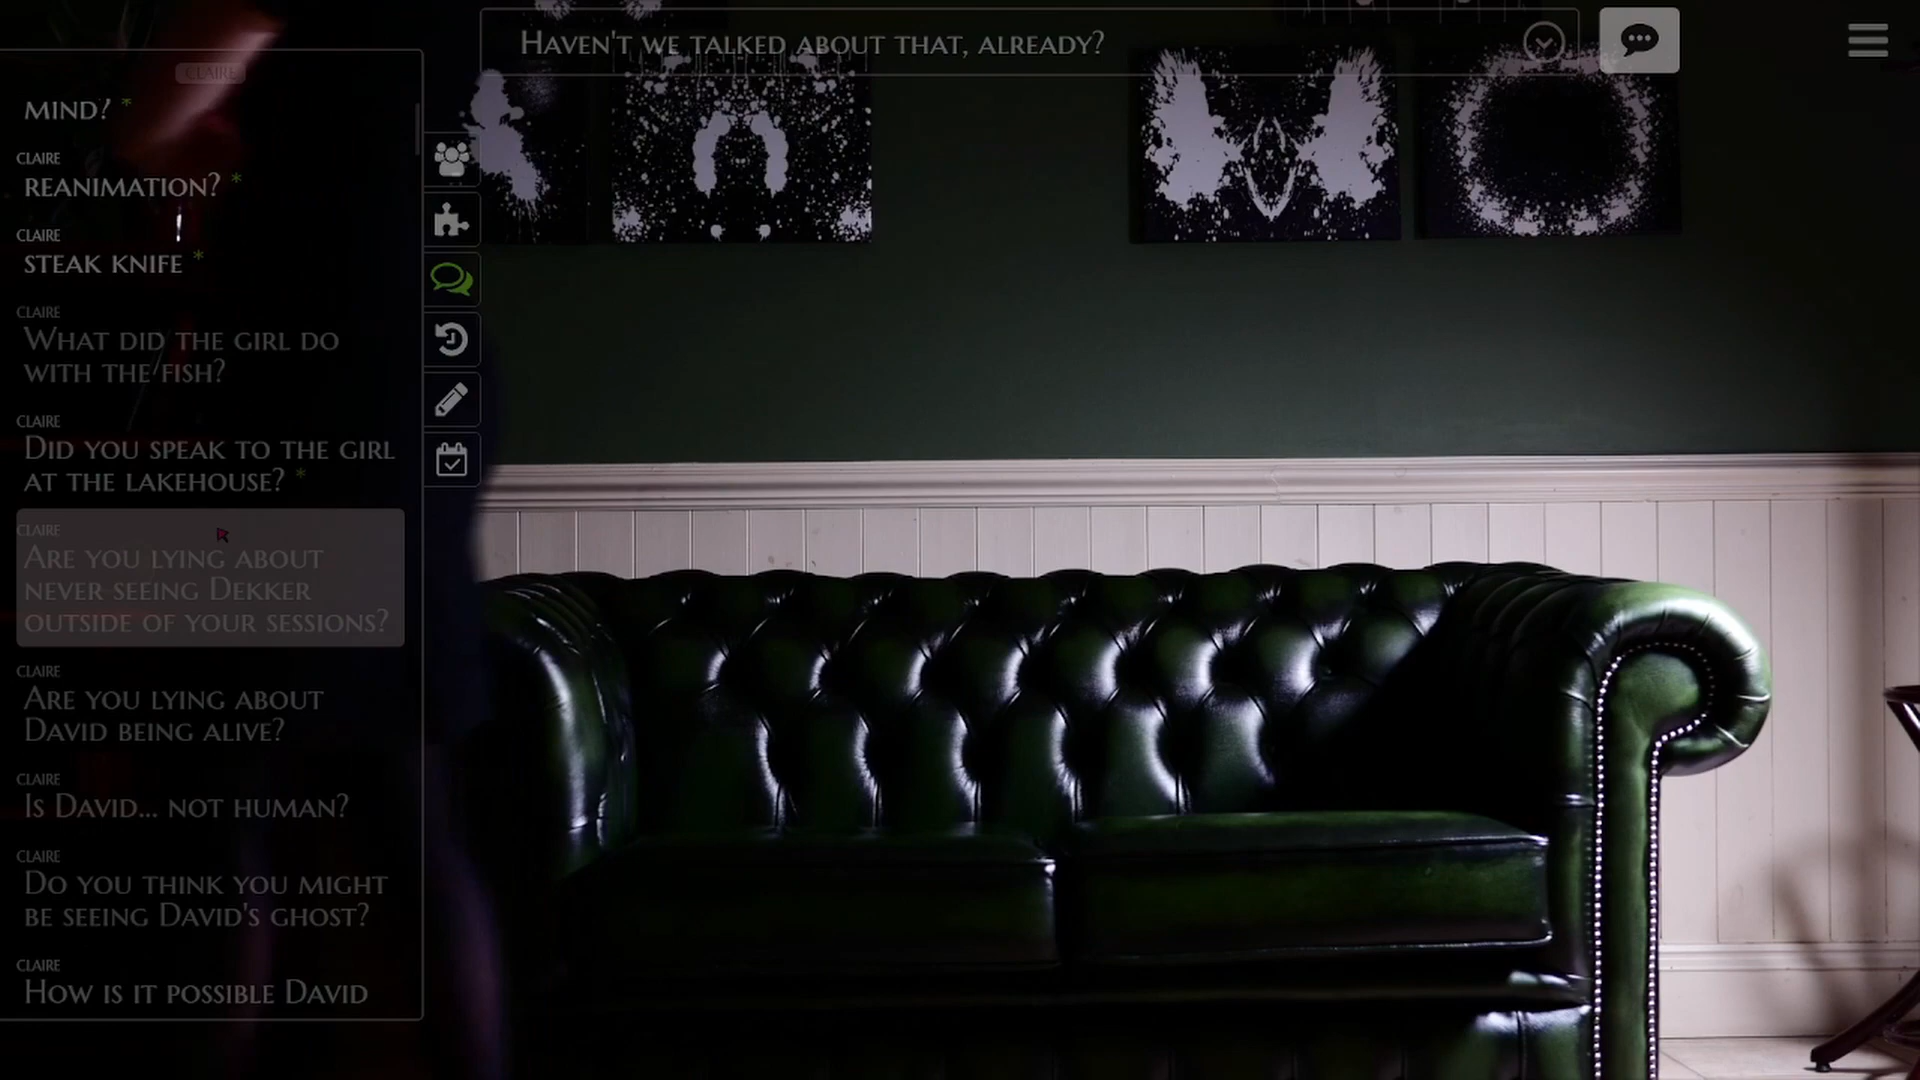 Haven't we talked about that, already?
CLAIRE
mind? *
CLAIRE
reanimation? *
CLAIRE
steak knife *
CLAIRE
What did the girl do
with the fish?
CLAIRE
Did you speak to the girl
at the lakehouse? *
CLAIRE
Are you lying about
never seeing Dekker
outside of your sessions?
CLAIRE
Are you lying about
David being alive?
CLAIRE
Is David... not human?
CLAIRE
Do you think you might
be seeing David's ghost?
CLAIRE
How is it possible David